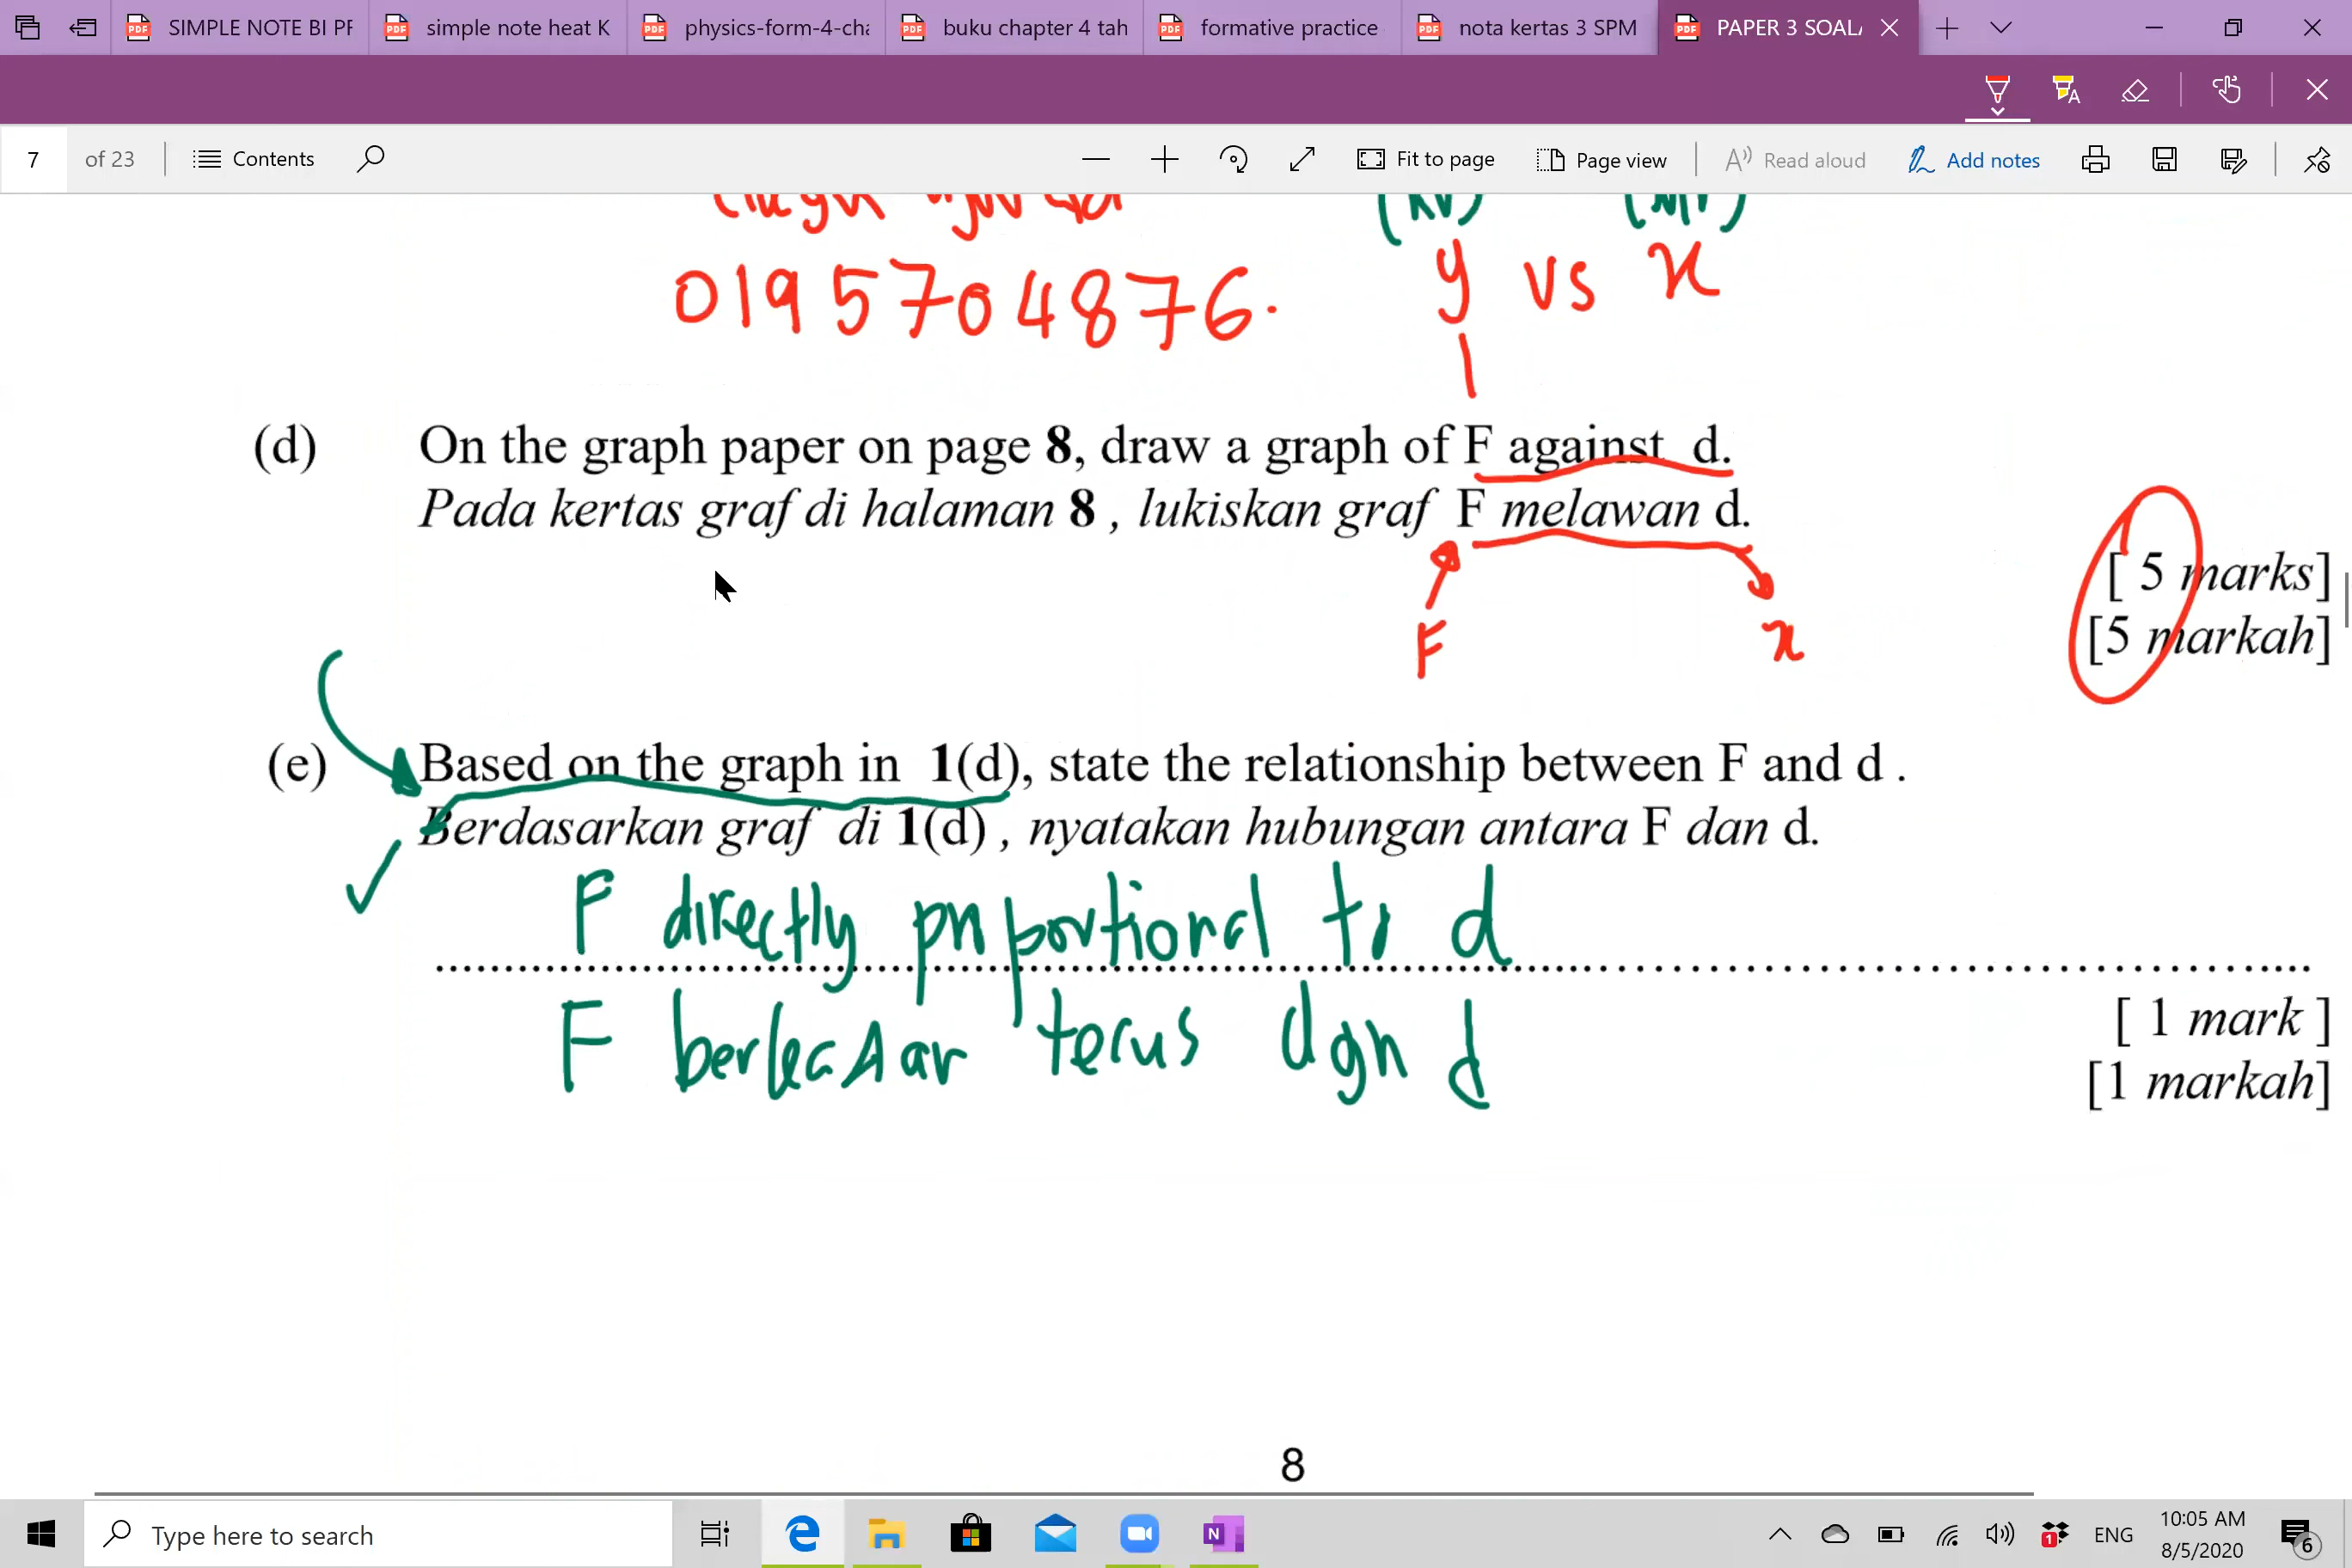 SIMPLE NOTE BI PF
simple note heat K
physics-form-4-cha
buku chapter 4 tah
formative practice
nota kertas 3 SPM
PAPER 3 SOAL
7 of 23
Contents
Fit to page
Page view
Read aloud
Add notes
0195704876.
y vs x
(d) On the graph paper on page 8, draw a graph of F against d.
Pada kertas graf di halaman 8 , lukiskan graf F melawan d.
[ 5 marks]
[5 markah]
F x
(e) Based on the graph in 1(d), state the relationship between F and d .
Berdasarkan graf di 1(d) , nyatakan hubungan antara F dan d.
F directly proportional to d
F berkadar terus dgn d
[ 1 mark ]
[1 markah]
8
Type here to search
ENG
10:05 AM
8/5/2020
1
6